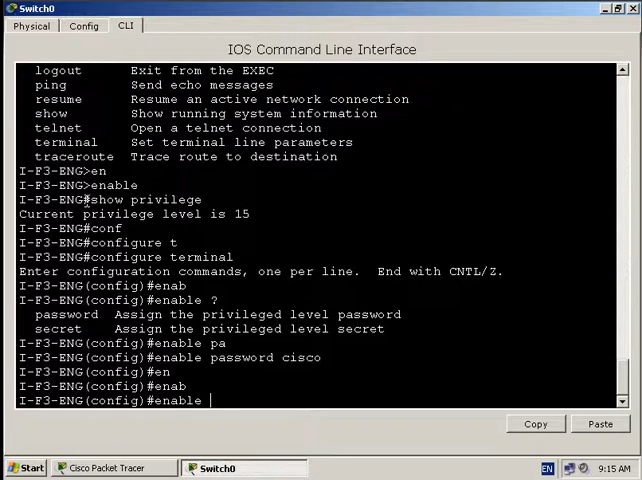 Switch0
Physical Config CLI
IOS Command Line Interface
logout Exit from the EXEC
ping Send echo messages
resume Resume an active network connection
show Show running system information
telnet Open a telnet connection
terminal Set terminal line parameters
traceroute Trace route to destination
I-F3-ENG>en
I-F3-ENG>enable
I-F3-ENG#show privilege
Current privilege level is 15
I-F3-ENG#conf
I-F3-ENG#configure t
I-F3-ENG#configure terminal
Enter configuration commands, one per line. End with CNTL/Z.
I-F3-ENG(config)#enab
I-F3-ENG(config)#enable ?
password Assign the privileged level password
secret Assign the privileged level secret
I-F3-ENG(config)#enable pa
I-F3-ENG(config)#enable password cisco
I-F3-ENG(config)#en
I-F3-ENG(config)#enab
I-F3-ENG(config)#enable
Copy Paste
Start Cisco Packet Tracer Switch0 EN 9:15 AM